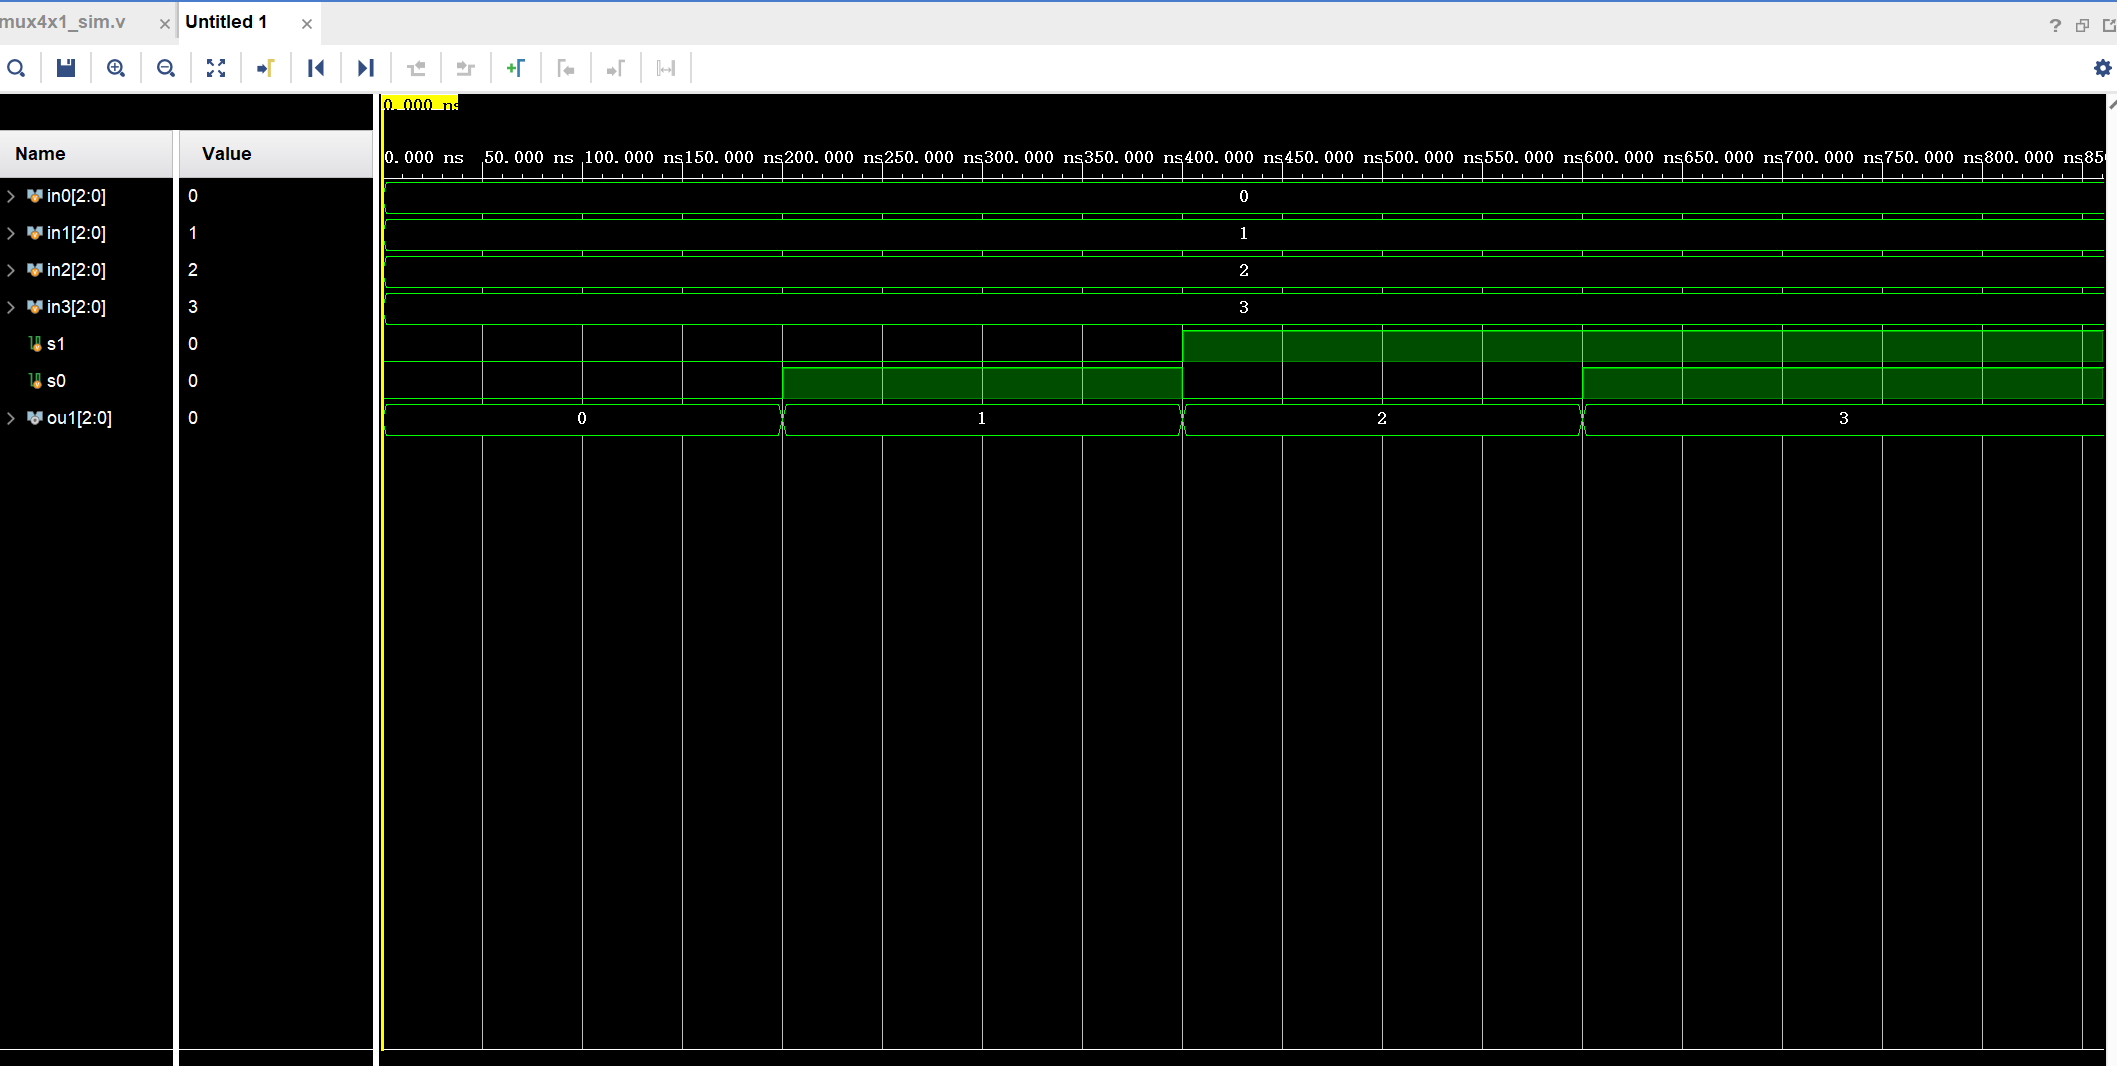 mux4x1_sim.v × Untitled 1 ×
?
0.000 ns
Name Value
0.000 ns 50.000 ns 100.000 ns 150.000 ns 200.000 ns 250.000 ns 300.000 ns 350.000 ns 400.000 ns 450.000 ns 500.000 ns 550.000 ns 600.000 ns 650.000 ns 700.000 ns 750.000 ns 800.000 ns 850
in0[2:0] 0 0
in1[2:0] 1 1
in2[2:0] 2 2
in3[2:0] 3 3
s1 0
s0 0
ou1[2:0] 0 0 1 2 3